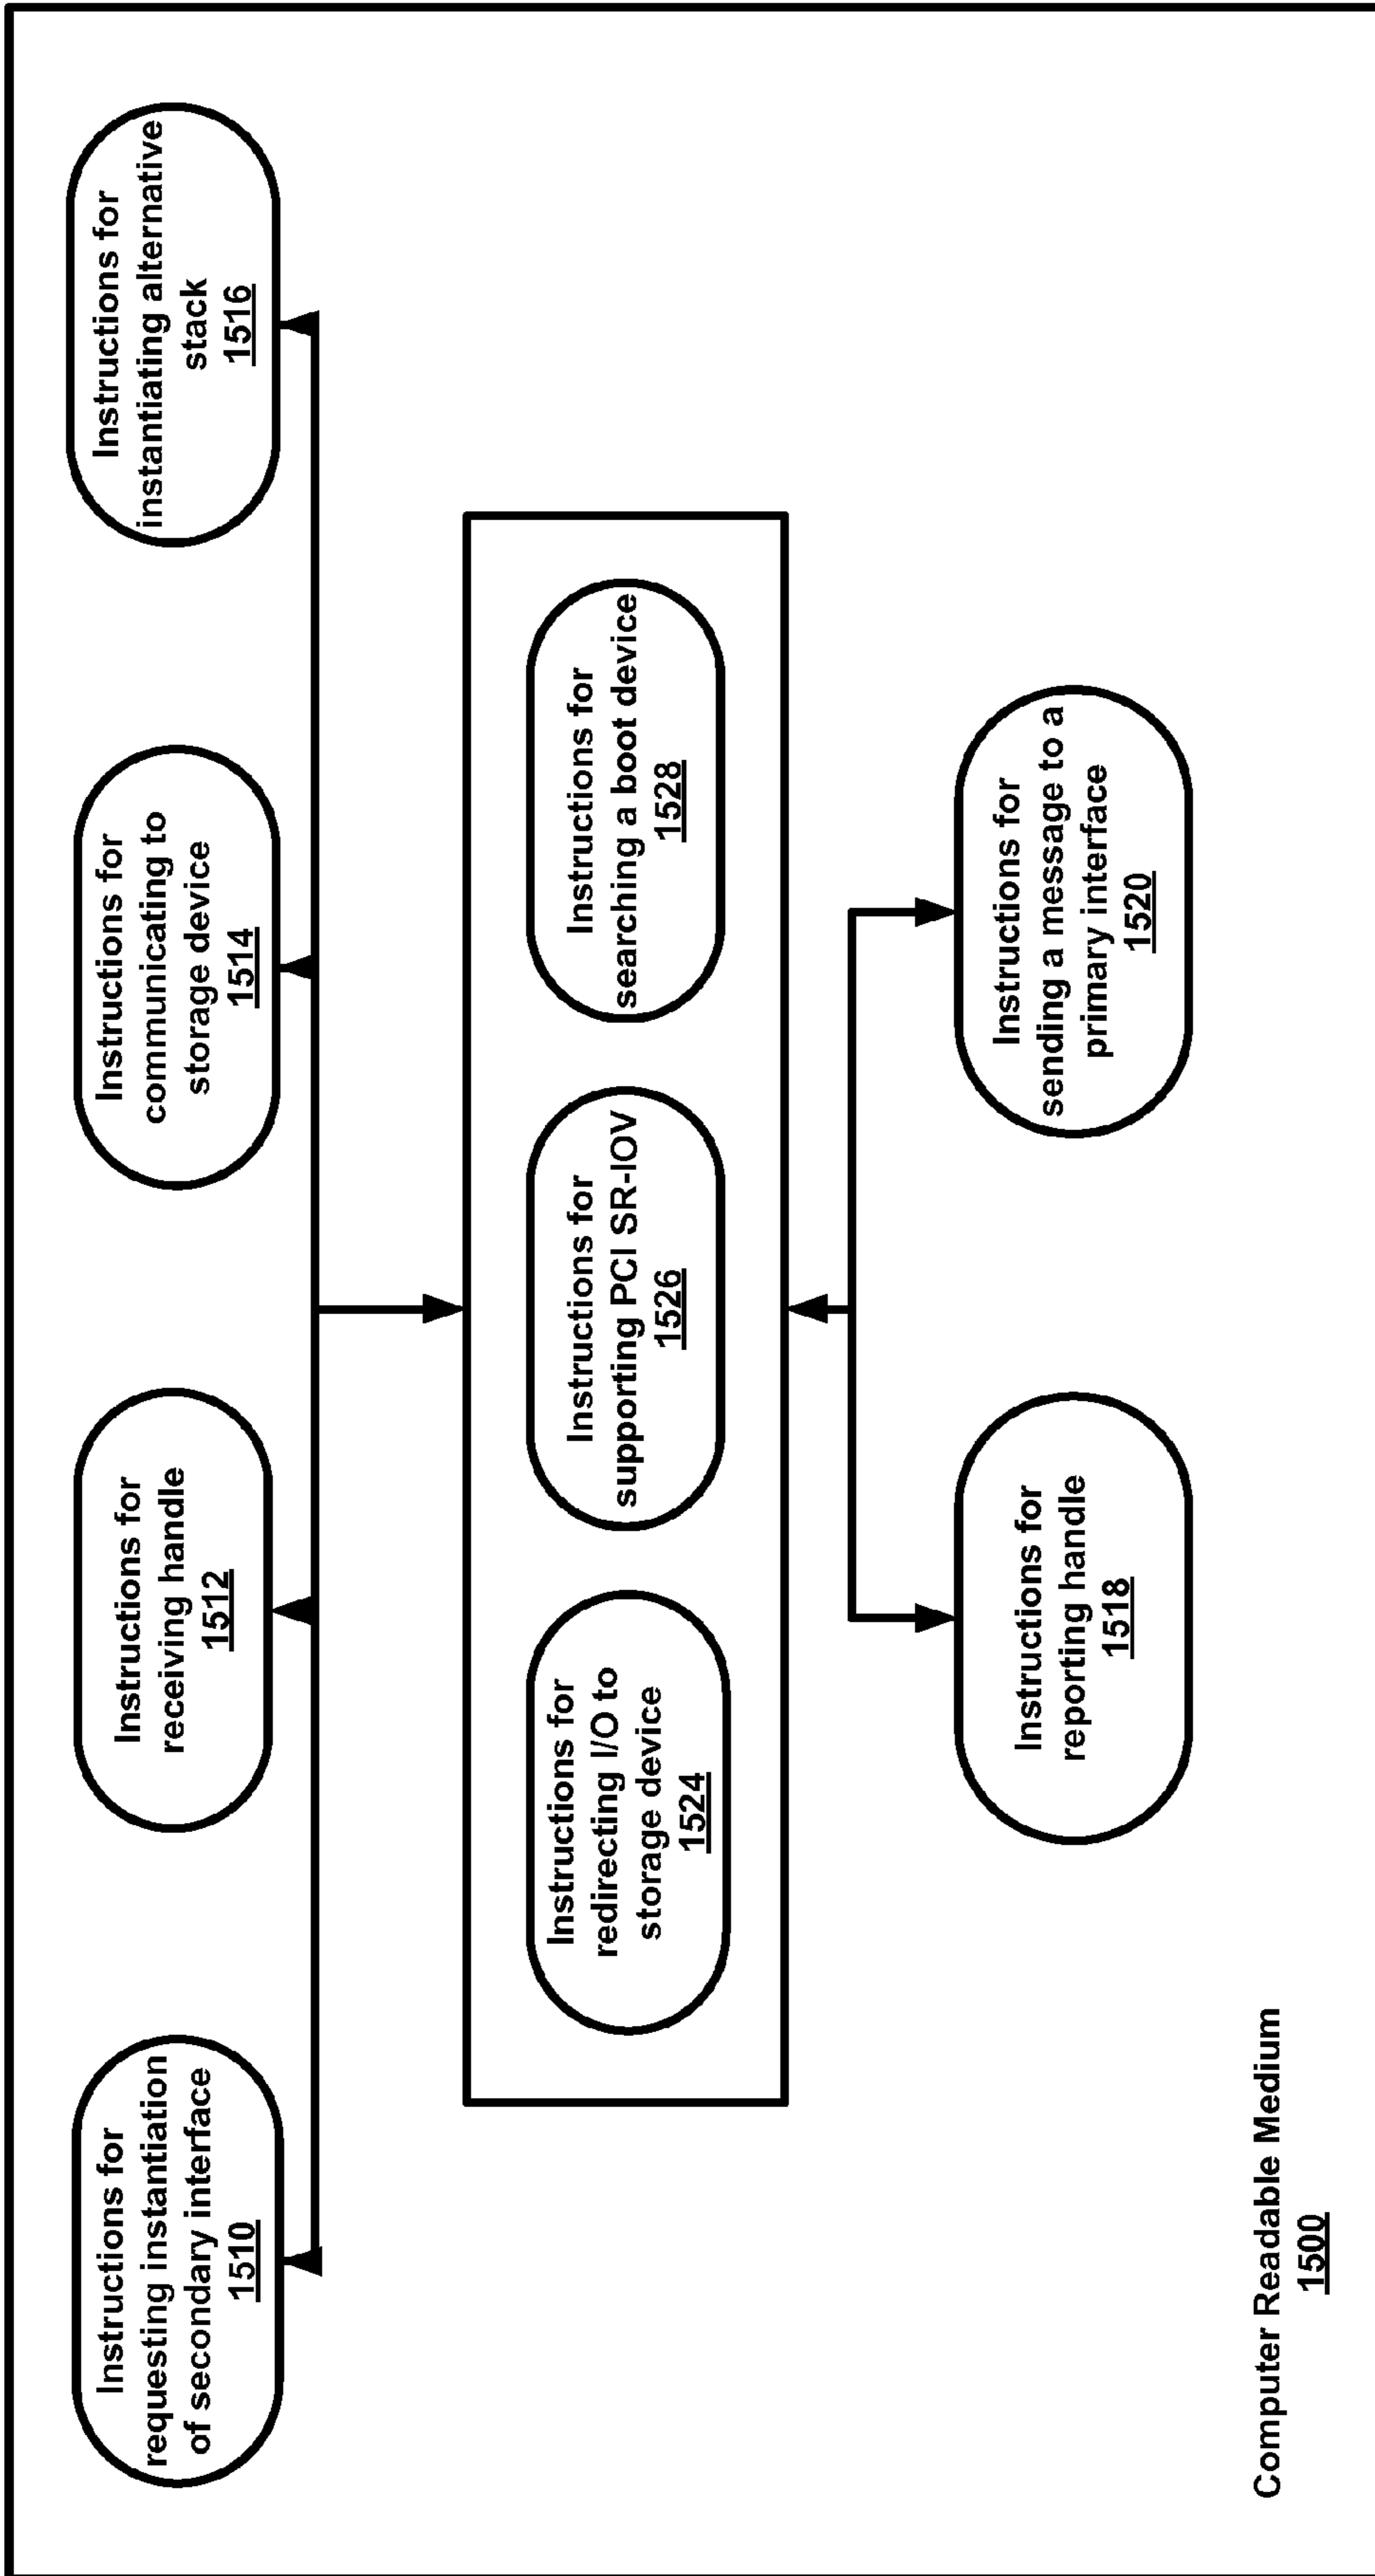 Instructions for
requesting instantiation
of secondary interface
1510
Instructions for
receiving handle
1512
Instructions for
communicating to
storage device
1514
Instructions for
instantiating alternative
stack
1516
Instructions for
redirecting I/O to
storage device
1524
Instructions for
supporting PCI SR-IOV
1526
Instructions for
searching a boot device
1528
Instructions for
reporting handle
1518
Instructions for
sending a message to a
primary interface
1520
Computer Readable Medium
1500